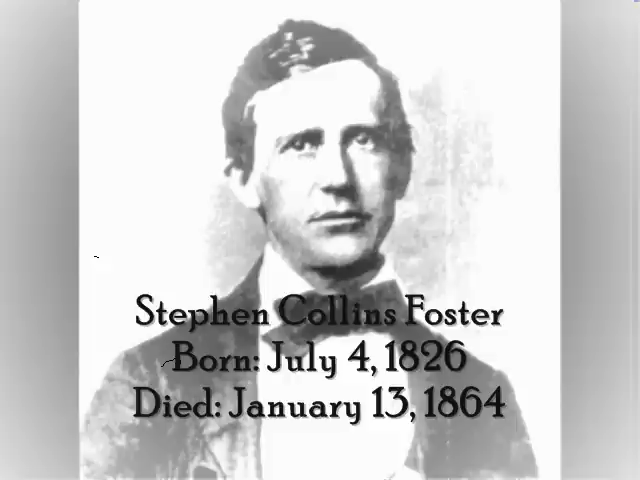 Stephen Collins Foster
Born: July 4, 1826
Died: January 13, 1864